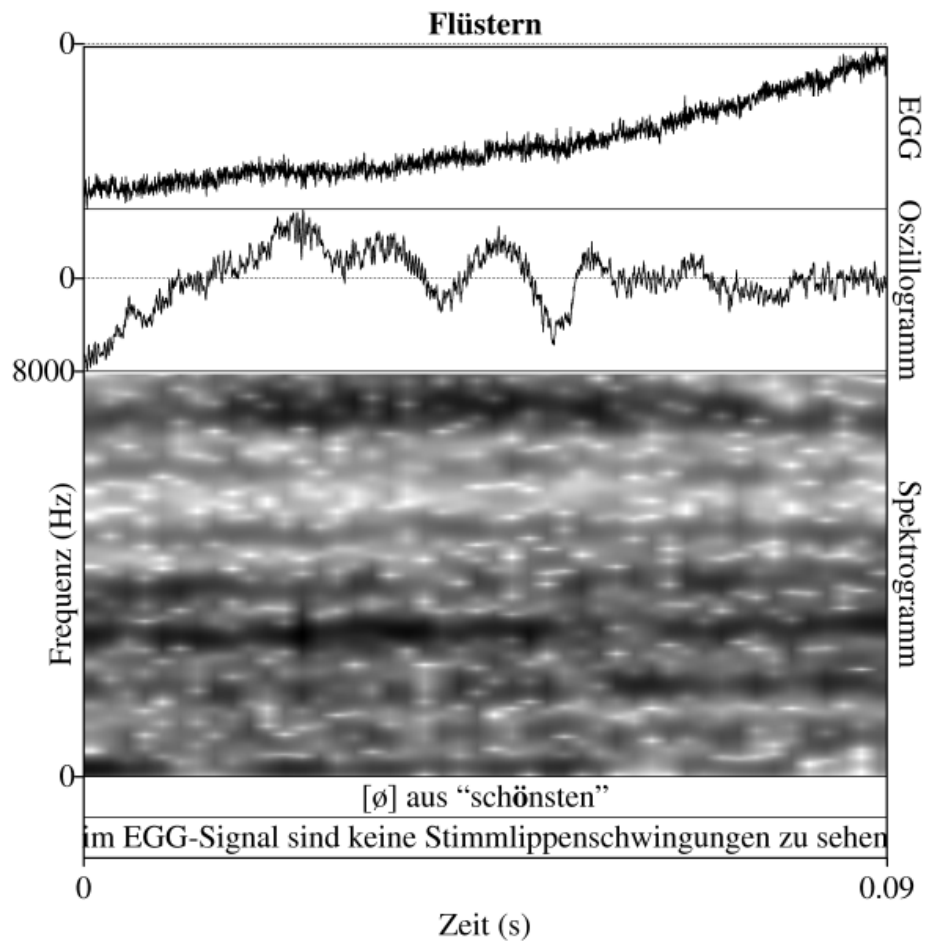 Flüstern
0
EGG
0
Oszillogramm
8000
Frequenz (Hz)
Spektrogramm
0
[ø] aus “schönsten”
im EGG-Signal sind keine Stimmlippenschwingungen zu sehen
0 0.09
Zeit (s)